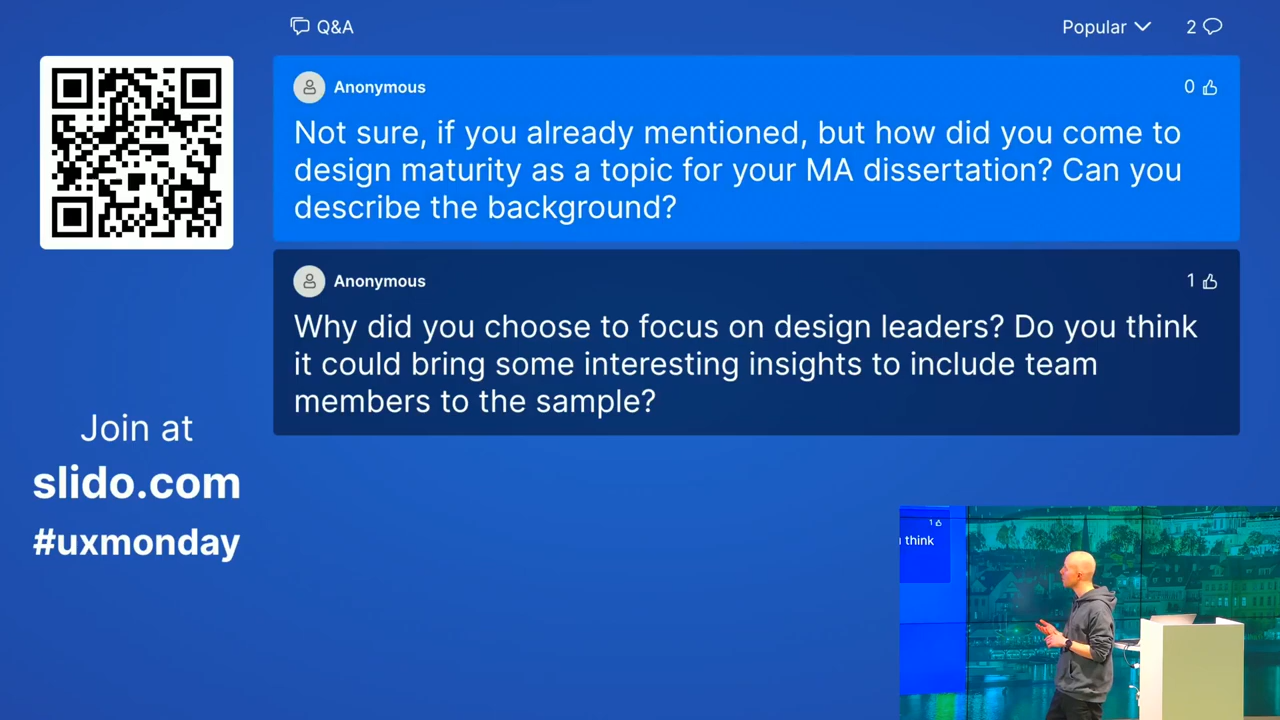 Q&A
Popular
2
Anonymous
0
Not sure, if you already mentioned, but how did you come to
design maturity as a topic for your MA dissertation? Can you
describe the background?
Anonymous
1
Why did you choose to focus on design leaders? Do you think
it could bring some interesting insights to include team
members to the sample?
Join at
slido.com
#uxmonday
1
think